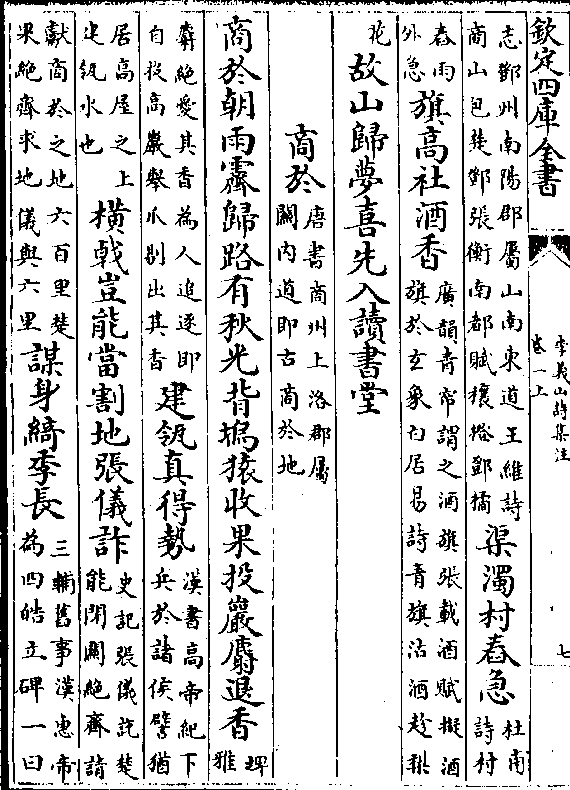 欽定四庫全書
李義山詩集注
卷一上
七
志鄧州南陽郡屬山南東道王維詩
商山包楚鄧張衡南都賦穰橙鄧橘
渠濁村舂急
杜甫
詩村
舂雨
外急
旗高社酒香
廣韻青帘謂之酒旗張載酒賦擬酒
旗於玄象白居易詩青旗沽酒趁棃
花
故山歸夢喜先入讀書堂
商於
唐書商州上洛郡屬
關内道即古商於地
商於朝雨霽歸路有秋光背塢猿收果投巖麝退香
埤
雅
麝絶愛其香為人追逐即
自投高巖舉爪剔出其香
建瓴真得勢
漢書高帝紀下
兵於諸侯譬猶
居高屋之上
建瓴水也
橫戟豈能當割地張儀詐
史記張儀詑楚
能閉關絶齊請
獻商於之地六百里楚
果絶齊求地儀與六里
謀身綺季長
三輔舊事漢惠帝
為四皓立碑一曰